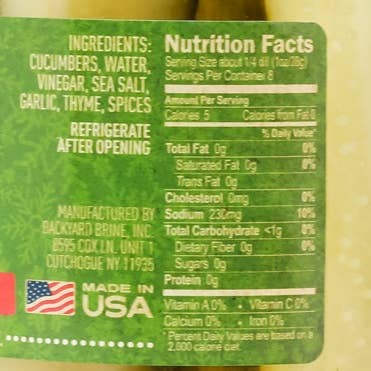 INGREDIENTS:
CUCUMBERS, WATER,
VINEGAR, SEA SALT,
GARLIC, THYME, SPICES
REFRIGERATE
AFTER OPENING
MANUFACTURED BY
BACKYARD BRINE, INC.
8595 COX LN. UNIT 1
CUTCHOGUE NY 11935
MADE IN
USA
Nutrition Facts
Serving Size about 1/4 dill (1oz/28g)
Servings Per Container 8
Amount Per Serving
Calories 5 Calories from Fat 0
% Daily Value*
Total Fat 0g 0%
Saturated Fat 0g 0%
Trans Fat 0g
Cholesterol 0mg 0%
Sodium 230mg 10%
Total Carbohydrate <1g 0%
Dietary Fiber 0g 0%
Sugars 0g
Protein 0g
Vitamin A 0% • Vitamin C 0%
Calcium 0% • Iron 0%
*Percent Daily Values are based on a
2,000 calorie diet.